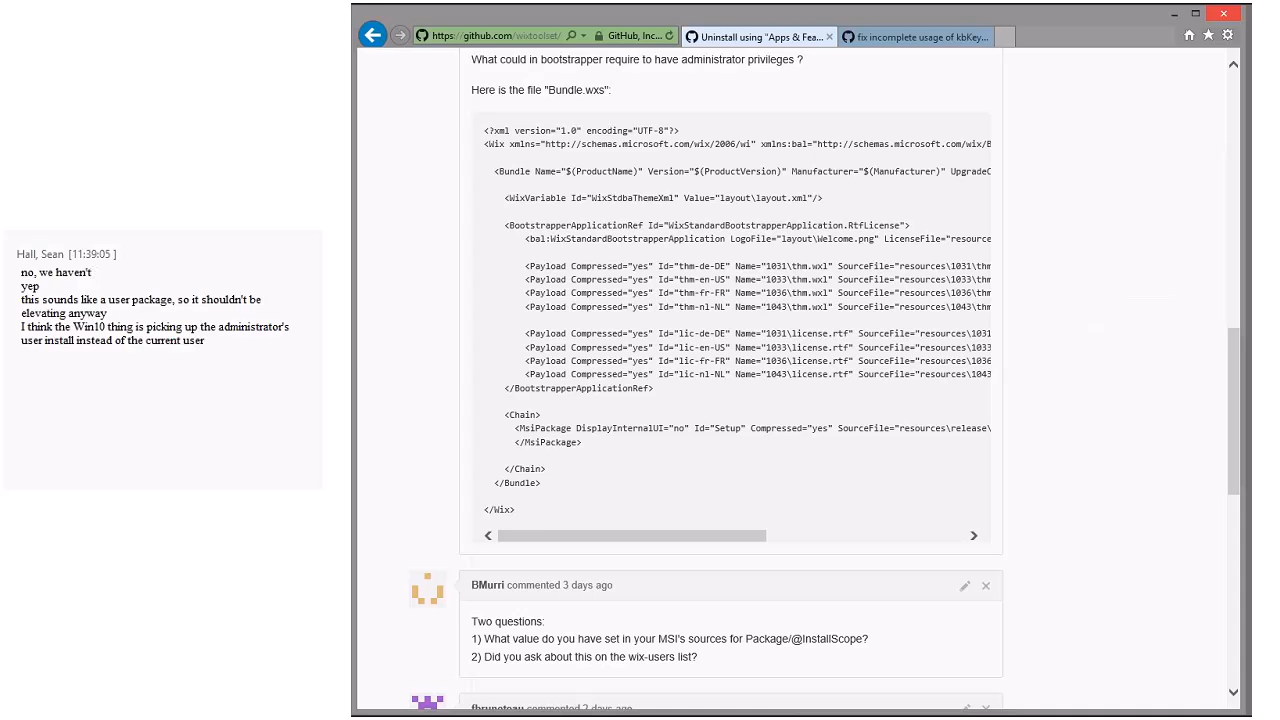 https://github.com/wixtoolset/
GitHub, Inc...
Uninstall using "Apps & Fea...
fix incomplete usage of kbKey...
What could in bootstrapper require to have administrator privileges ?
Here is the file "Bundle.wxs":
<?xml version="1.0" encoding="UTF-8"?>
<Wix xmlns="http://schemas.microsoft.com/wix/2006/wi" xmlns:bal="http://schemas.microsoft.com/wix/B
<Bundle Name="$(ProductName)" Version="$(ProductVersion)" Manufacturer="$(Manufacturer)" UpgradeC
<WixVariable Id="WixStdbaThemeXml" Value="layout\layout.xml"/>
<BootstrapperApplicationRef Id="WixStandardBootstrapperApplication.RtfLicense">
<bal:WixStandardBootstrapperApplication LogoFile="layout\Welcome.png" LicenseFile="resource
<Payload Compressed="yes" Id="thm-de-DE" Name="1031\thm.wxl" SourceFile="resources\1031\thm
<Payload Compressed="yes" Id="thm-en-US" Name="1033\thm.wxl" SourceFile="resources\1033\thm
<Payload Compressed="yes" Id="thm-fr-FR" Name="1036\thm.wxl" SourceFile="resources\1036\thm
<Payload Compressed="yes" Id="thm-nl-NL" Name="1043\thm.wxl" SourceFile="resources\1043\thm
<Payload Compressed="yes" Id="lic-de-DE" Name="1031\license.rtf" SourceFile="resources\1031
<Payload Compressed="yes" Id="lic-en-US" Name="1033\license.rtf" SourceFile="resources\1033
<Payload Compressed="yes" Id="lic-fr-FR" Name="1036\license.rtf" SourceFile="resources\1036
<Payload Compressed="yes" Id="lic-nl-NL" Name="1043\license.rtf" SourceFile="resources\1043
</BootstrapperApplicationRef>
<Chain>
<MsiPackage DisplayInternalUI="no" Id="Setup" Compressed="yes" SourceFile="resources\release\
</MsiPackage>
</Chain>
</Bundle>
</Wix>
BMurri commented 3 days ago
Two questions:
1) What value do you have set in your MSI's sources for Package/@InstallScope?
2) Did you ask about this on the wix-users list?
fbruneteau commented 2 days ago
Hall, Sean [11:39:05 ]
no, we haven't
yep
this sounds like a user package, so it shouldn't be
elevating anyway
I think the Win10 thing is picking up the administrator's
user install instead of the current user